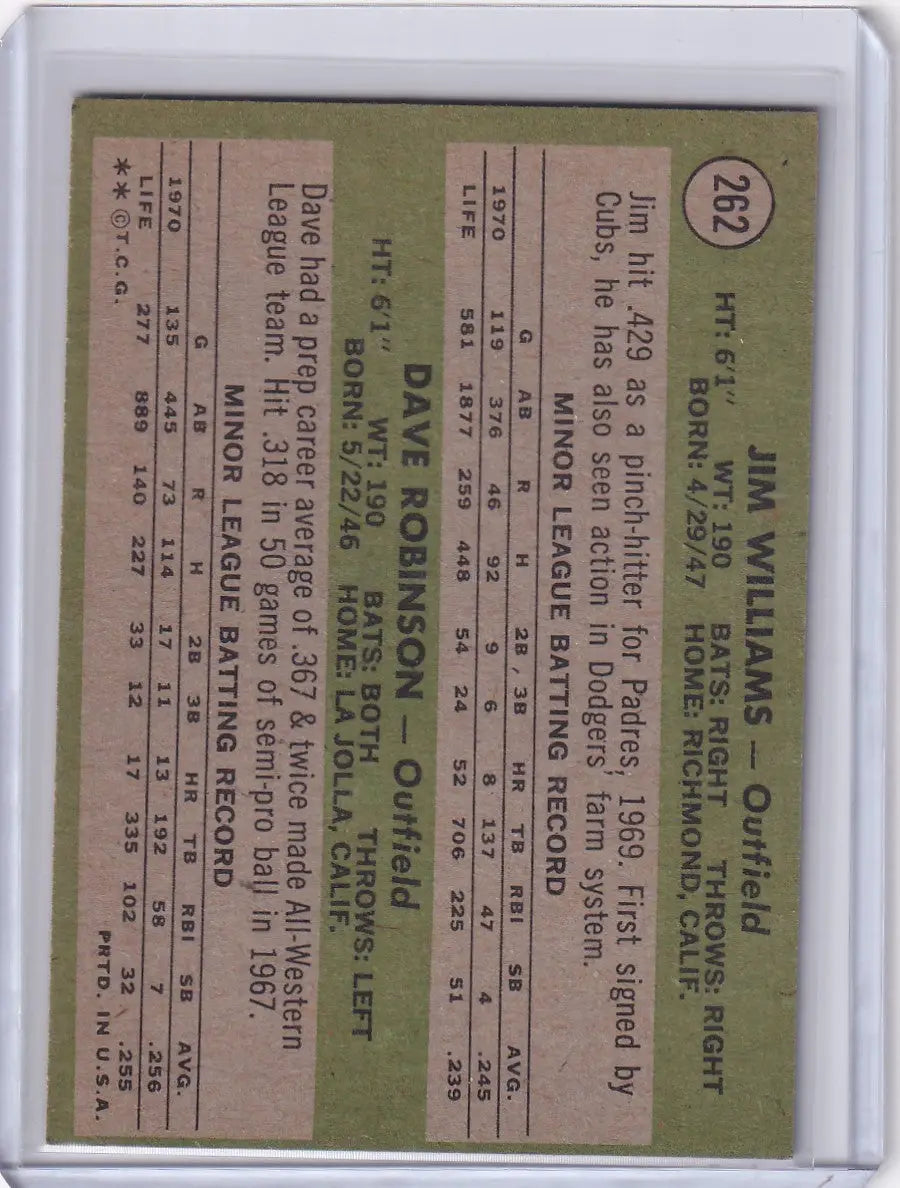 262
JIM WILLIAMS — Outfield
HT: 6'1" WT: 190 BATS: RIGHT THROWS: RIGHT
BORN: 4/29/47 HOME: RICHMOND, CALIF.
Jim hit .429 as a pinch-hitter for Padres, 1969. First signed by
Cubs, he has also seen action in Dodgers' farm system.
MINOR LEAGUE BATTING RECORD
G AB R H 2B 3B HR TB RBI SB AVG.
1970 119 376 46 92 9 6 8 137 47 4 .245
LIFE 581 1877 259 448 54 24 52 706 225 51 .239
DAVE ROBINSON — Outfield
HT: 6'1" WT: 190 BATS: BOTH THROWS: LEFT
BORN: 5/22/46 HOME: LA JOLLA, CALIF.
Dave had a prep career average of .367 & twice made All-Western
League team. Hit .318 in 50 games of semi-pro ball in 1967.
MINOR LEAGUE BATTING RECORD
G AB R H 2B 3B HR TB RBI SB AVG.
1970 135 445 73 114 17 11 13 192 58 7 .256
LIFE 277 889 140 227 33 12 17 335 102 32 .255
** ©T.C.G. PRTD. IN U.S.A.